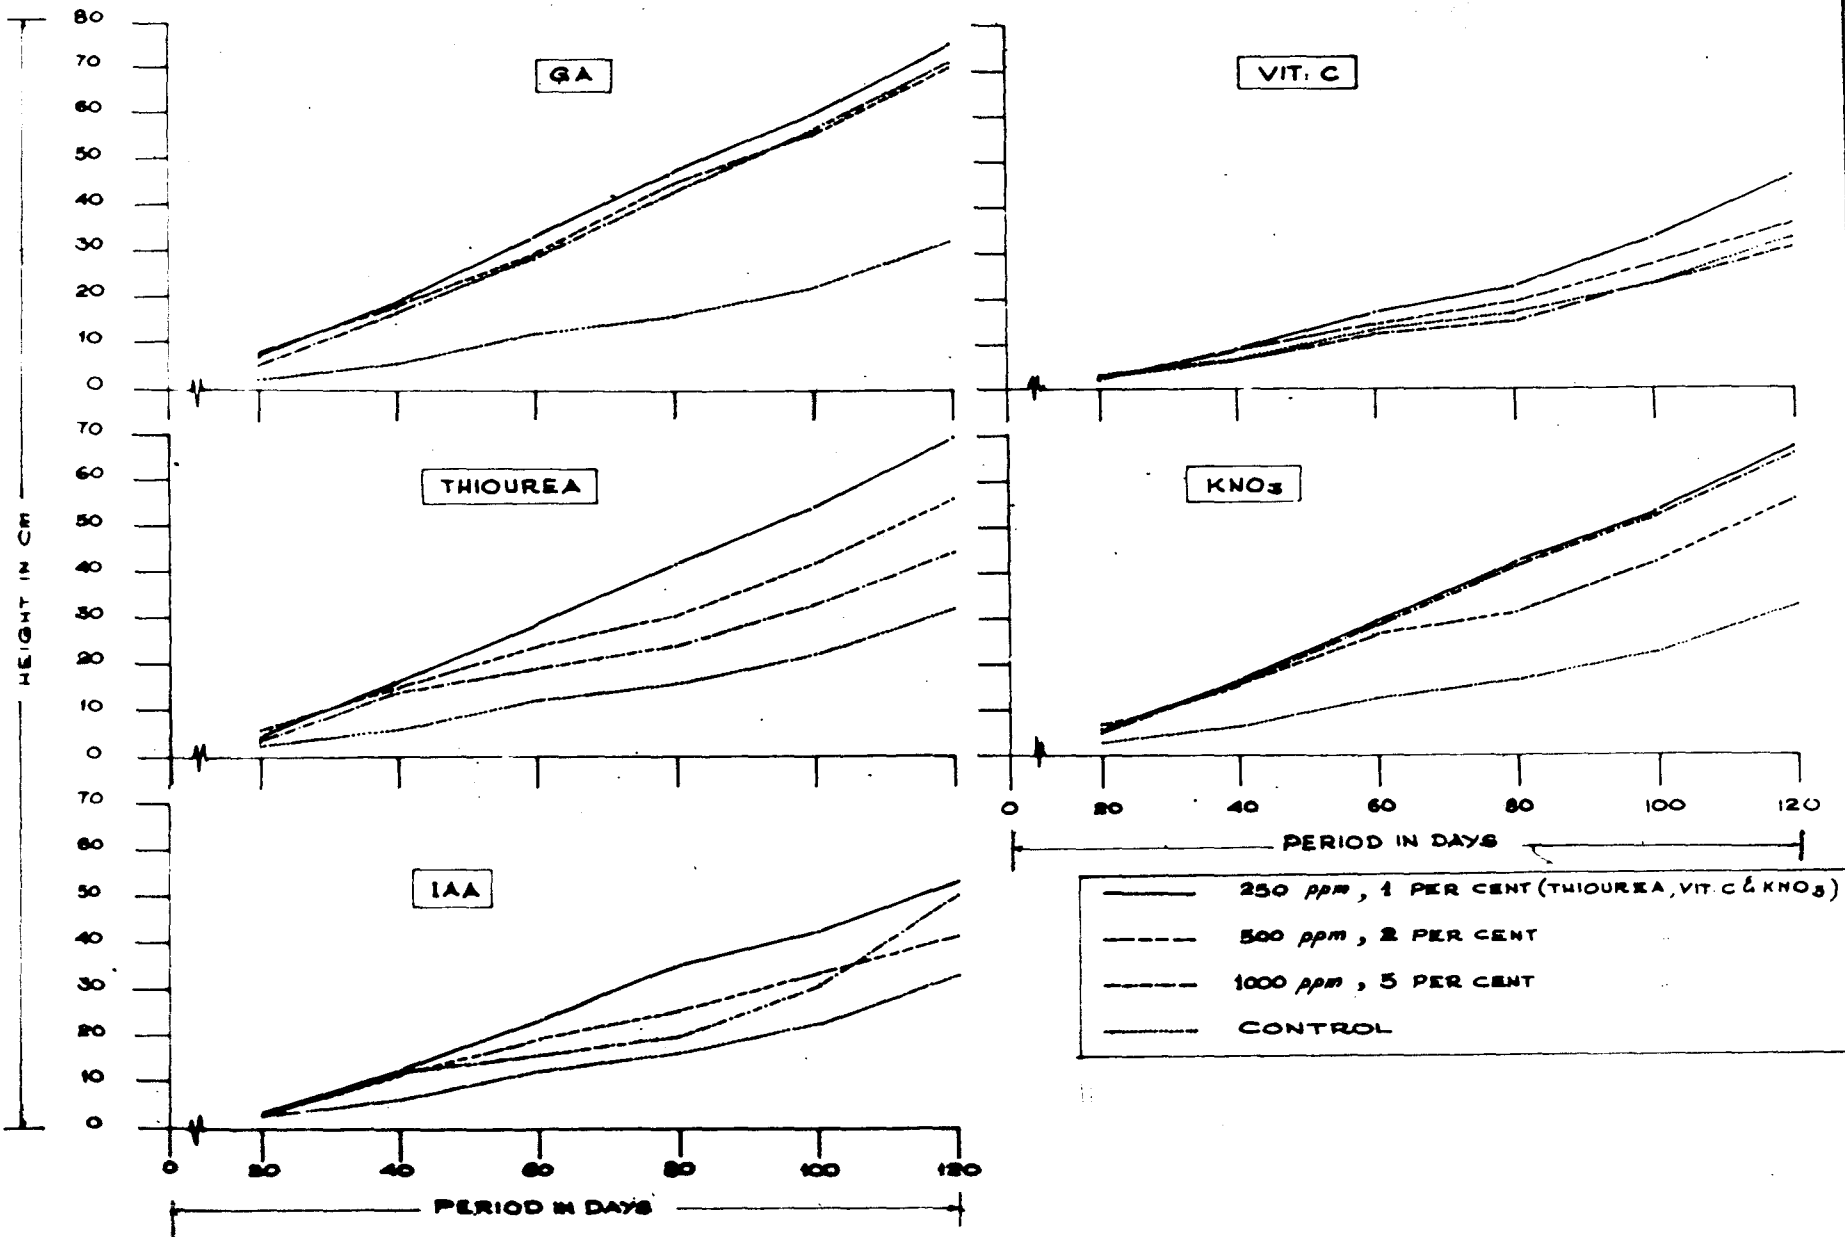 80
70
60
50
40
30
20
10
0
GA
VIT. C
70
60
50
40
30
20
10
0
THIOUREA
KNO3
0 20 40 60 80 100 120
PERIOD IN DAYS
HEIGHT IN CM
70
60
50
40
30
20
10
0
IAA
0 20 40 60 80 100 120
PERIOD IN DAYS
250 ppm, 1 PER CENT (THIOUREA, VIT. C & KNO3)
500 ppm, 2 PER CENT
1000 ppm, 5 PER CENT
CONTROL